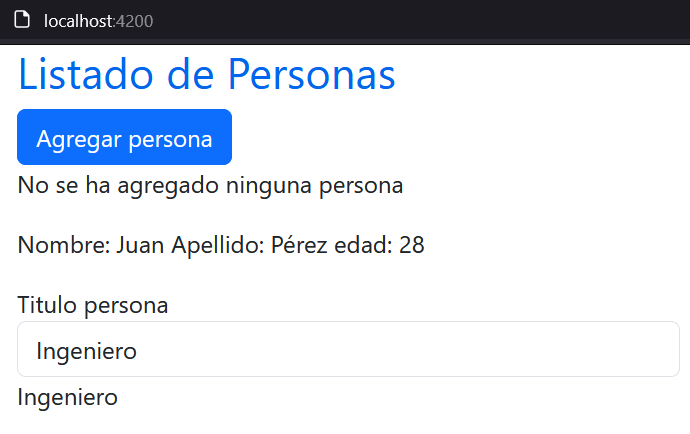 localhost:4200
Listado de Personas
Agregar persona
No se ha agregado ninguna persona
Nombre: Juan Apellido: Pérez edad: 28
Titulo persona
Ingeniero
Ingeniero